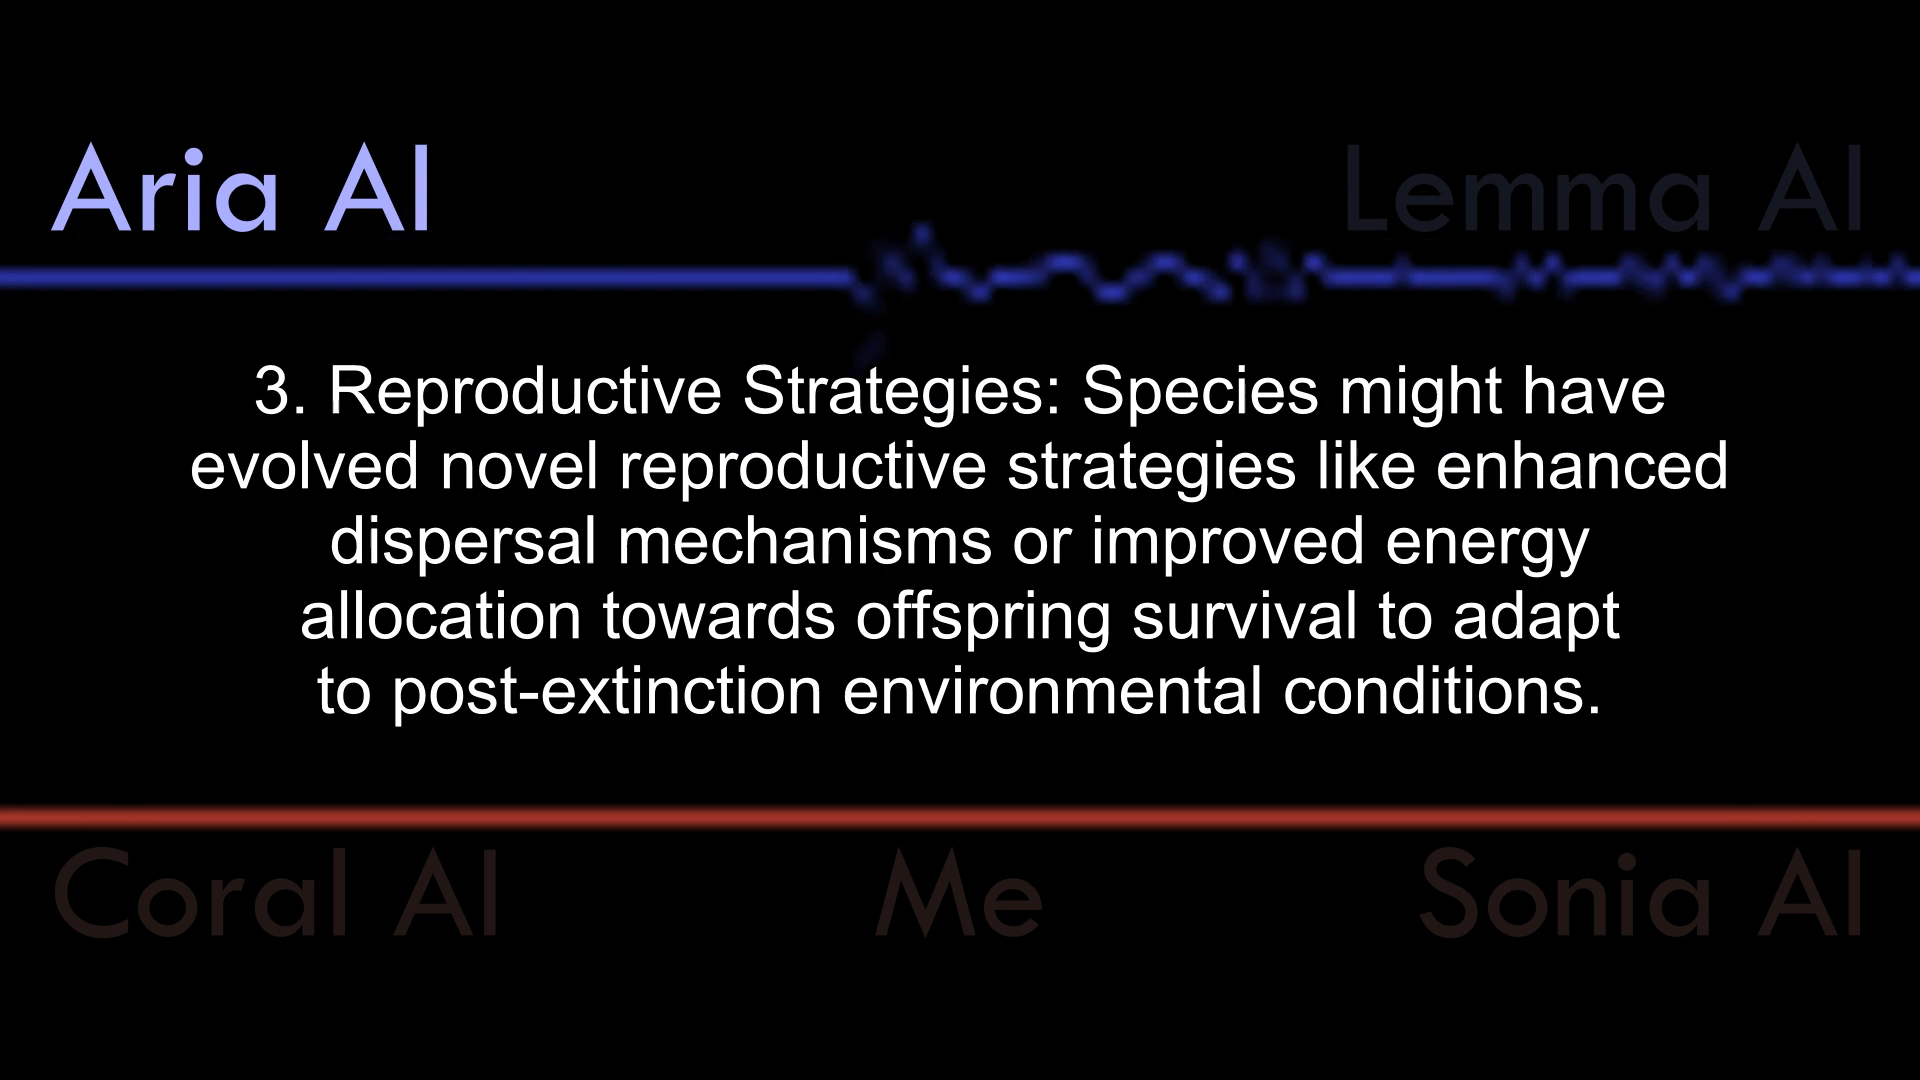 Aria AI
Lemma AI
3. Reproductive Strategies: Species might have
evolved novel reproductive strategies like enhanced
dispersal mechanisms or improved energy
allocation towards offspring survival to adapt
to post-extinction environmental conditions.
Coral AI
Me
Sonia AI